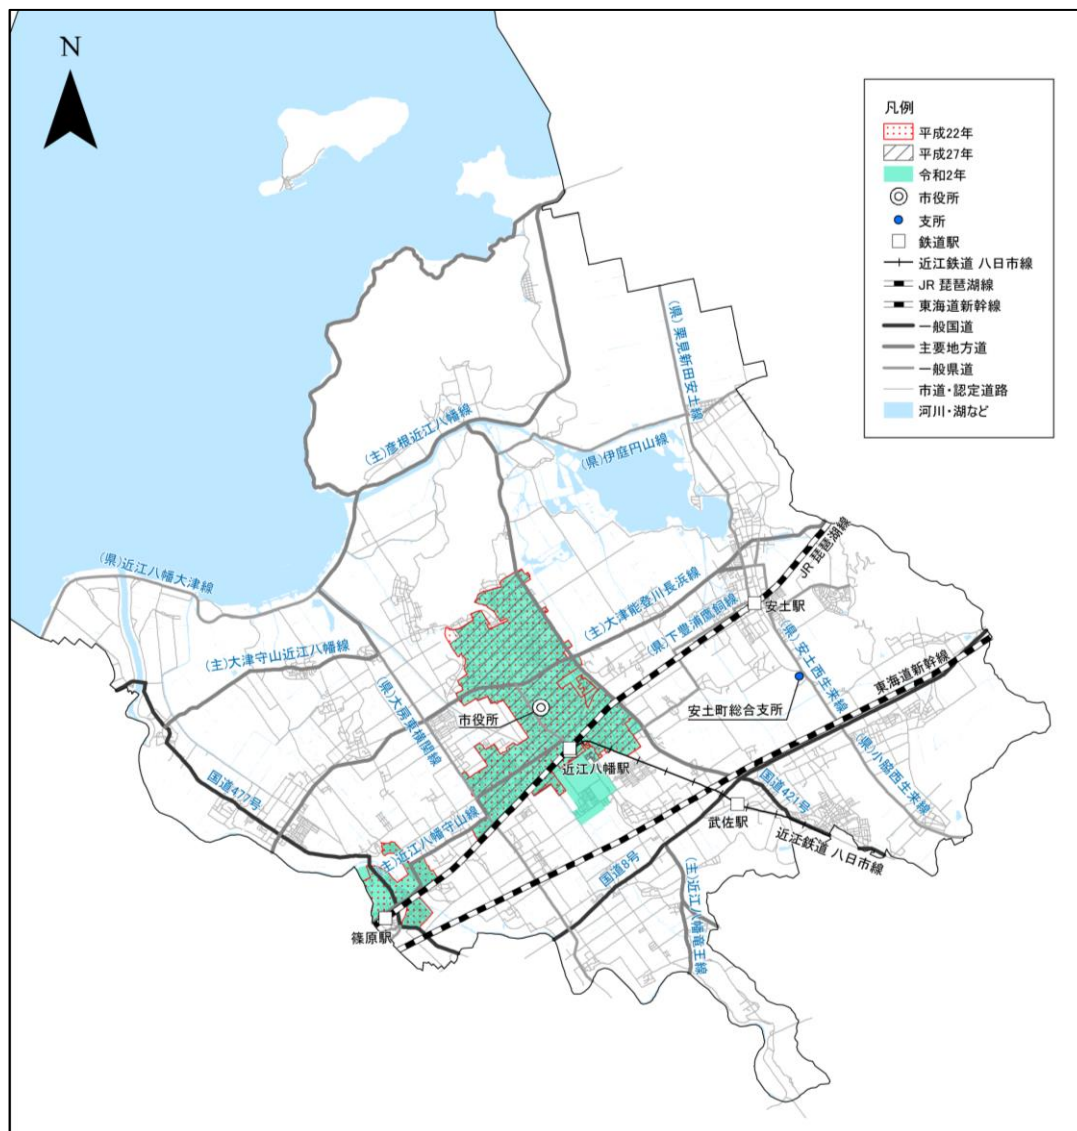 N
凡例
平成22年
平成27年
令和2年
市役所
支所
鉄道駅
近江鉄道 八日市線
JR 琵琶湖線
東海道新幹線
一般国道
主要地方道
一般県道
市道・認定道路
河川・湖など
(県)栗見新田安土線
(主)彦根近江八幡線
(県)伊庭円山線
JR 琵琶湖線
(県)近江八幡大津線
(主)大津能登川長浜線
(県)下豊浦鷹飼線
安土駅
(主)大津守山近江八幡線
(県)安土西生来線
東海道新幹線
(県)大房東横関線
市役所
安土町総合支所
近江八幡駅
(県)小脇西生来線
国道477号
国道421号
武佐駅
(主)近江八幡守山線
近江鉄道 八日市線
国道8号
(主)近江八幡竜王線
篠原駅